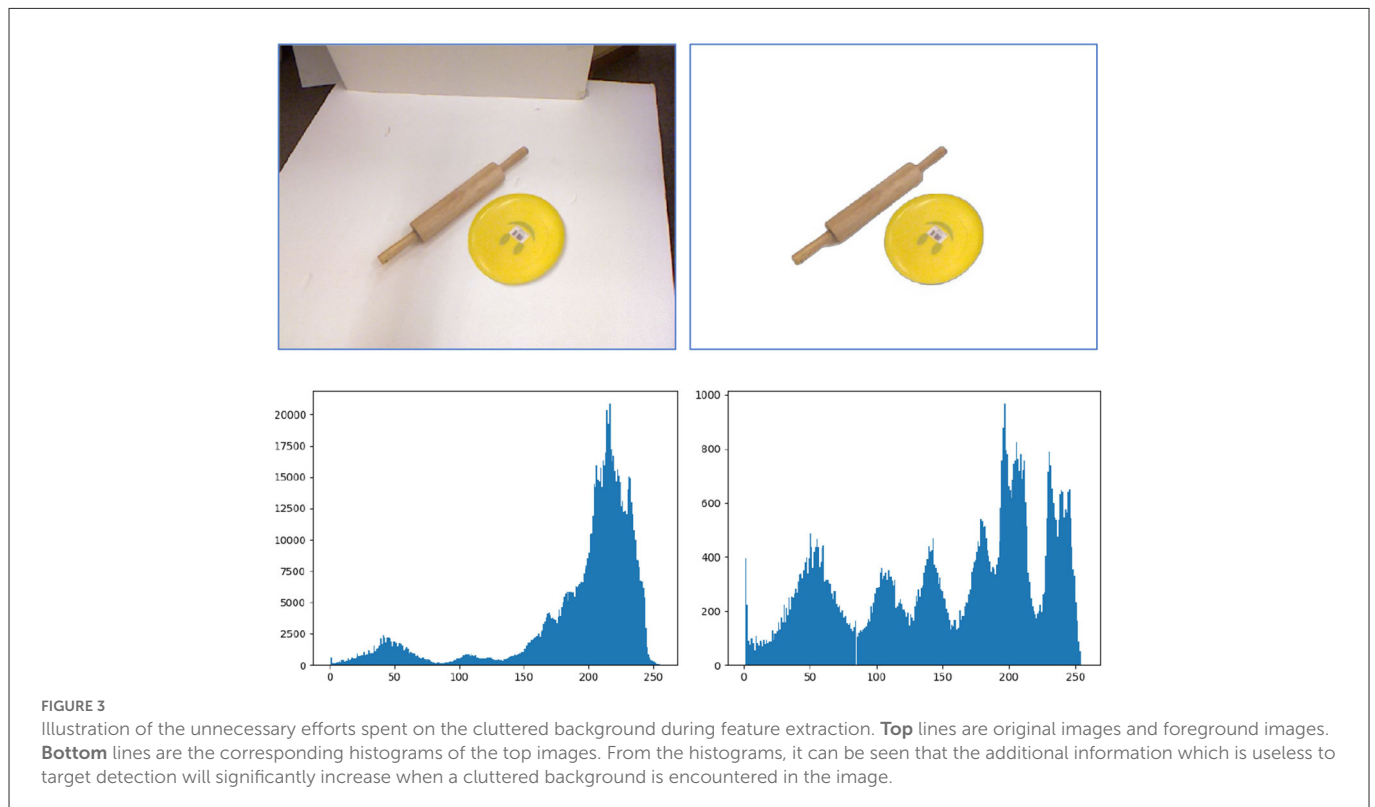 20000
17500
15000
12500
10000
7500
5000
2500
0
0 50 100 150 200 250
1000
800
600
400
200
0
0 50 100 150 200 250
FIGURE 3
Illustration of the unnecessary efforts spent on the cluttered background during feature extraction. Top lines are original images and foreground images.
Bottom lines are the corresponding histograms of the top images. From the histograms, it can be seen that the additional information which is useless to
target detection will significantly increase when a cluttered background is encountered in the image.